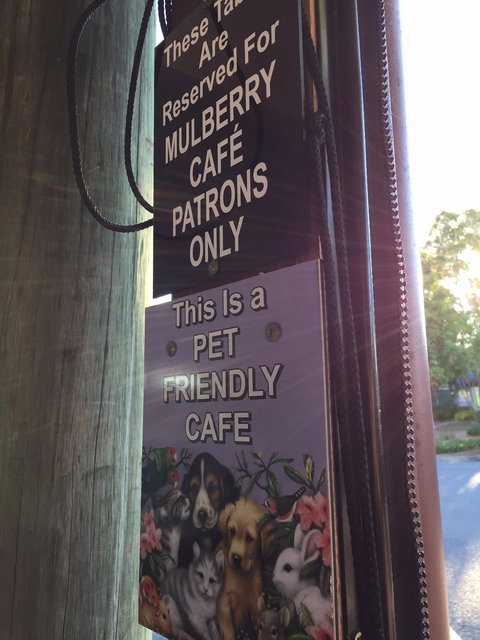 These
Are
Reserved For
MULBERRY
CAFÉ
PATRONS
ONLY
This Is a
PET
FRIENDLY
CAFE